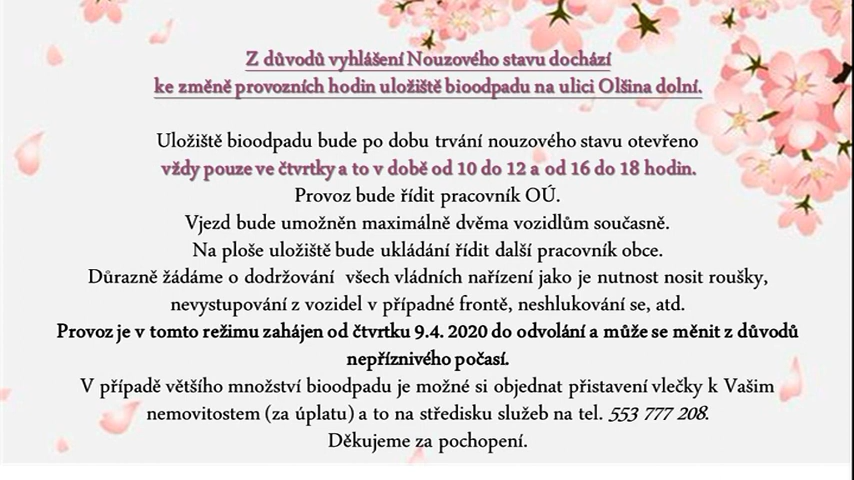 Z důvodů vyhlášení Nouzového stavu dochází
ke změně provozních hodin uložiště bioodpadu na ulici Olšina dolní.
Uložiště bioodpadu bude po dobu trvání nouzového stavu otevřeno
vždy pouze ve čtvrtky a to v době od 10 do 12 a od 16 do 18 hodin.
Provoz bude řídit pracovník OÚ.
Vjezd bude umožněn maximálně dvěma vozidlům současně.
Na ploše uložiště bude ukládání řídit další pracovník obce.
Důrazně žádáme o dodržování všech vládních nařízení jako je nutnost nosit roušky,
nevystupování z vozidel v případné frontě, neshlukování se, atd.
Provoz je v tomto režimu zahájen od čtvrtku 9.4. 2020 do odvolání a může se měnit z důvodů
nepříznivého počasí.
V případě většího množství bioodpadu je možné si objednat přistavení vlečky k Vašim
nemovitostem (za úplatu) a to na středisku služeb na tel. 553 777 208.
Děkujeme za pochopení.